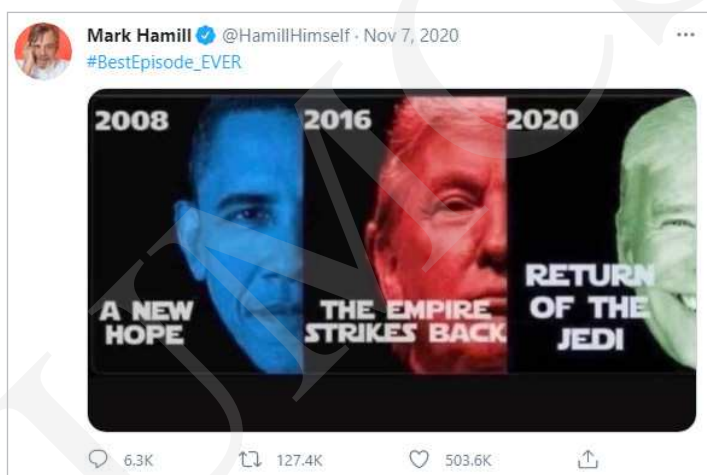 Mark Hamill @HamillHimself · Nov 7, 2020
#BestEpisode_EVER
2008
A NEW
HOPE
2016
THE EMPIRE
STRIKES BACK
2020
RETURN
OF THE
JEDI
6.3K 127.4K 503.6K